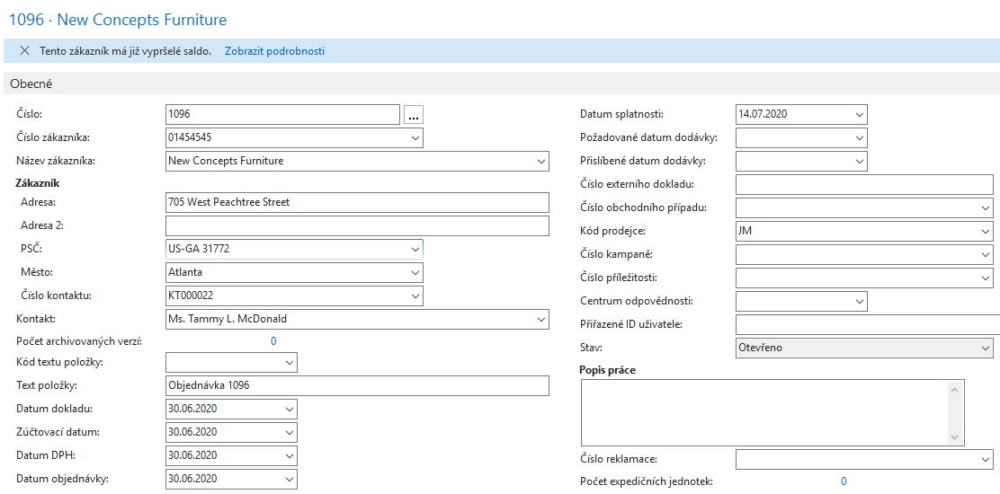 1096 · New Concepts Furniture
Tento zákazník má již vypršelé saldo. Zobrazit podrobnosti
Obecné
Číslo: 1096 ...
Číslo zákazníka: 01454545
Název zákazníka: New Concepts Furniture
Zákazník
Adresa: 705 West Peachtree Street
Adresa 2:
PSČ: US-GA 31772
Město: Atlanta
Číslo kontaktu: KT000022
Kontakt: Ms. Tammy L. McDonald
Počet archivovaných verzí: 0
Kód textu položky:
Text položky: Objednávka 1096
Datum dokladu: 30.06.2020
Zúčtovací datum: 30.06.2020
Datum DPH: 30.06.2020
Datum objednávky: 30.06.2020
Datum splatnosti: 14.07.2020
Požadované datum dodávky:
Přislíbené datum dodávky:
Číslo externího dokladu:
Číslo obchodního případu:
Kód prodejce: JM
Číslo kampaně:
Číslo příležitosti:
Centrum odpovědnosti:
Přiřazené ID uživatele:
Stav: Otevřeno
Popis práce
Číslo reklamace:
Počet expedičních jednotek: 0